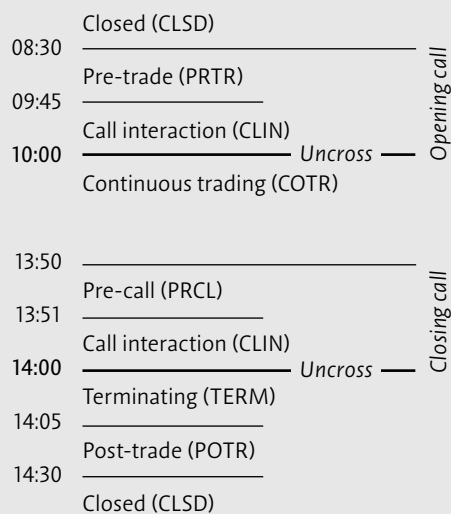 Closed (CLSD)
08:30
Pre-trade (PRTR)
09:45
Call interaction (CLIN)
10:00
Uncross
Opening call
Continuous trading (COTR)
13:50
Pre-call (PRCL)
13:51
Call interaction (CLIN)
14:00
Uncross
Closing call
Terminating (TERM)
14:05
Post-trade (POTR)
14:30
Closed (CLSD)